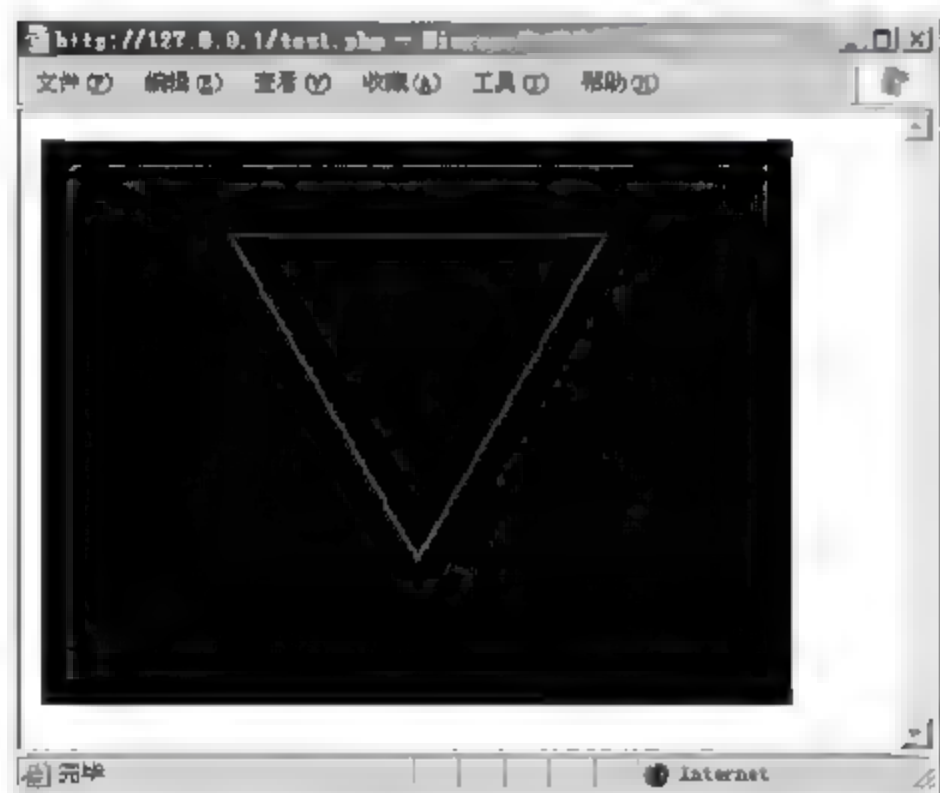 http://127.0.0.1/test.php -
文件(F) 编辑(E) 查看(V) 收藏(A) 工具(T) 帮助(H)
完毕
Internet